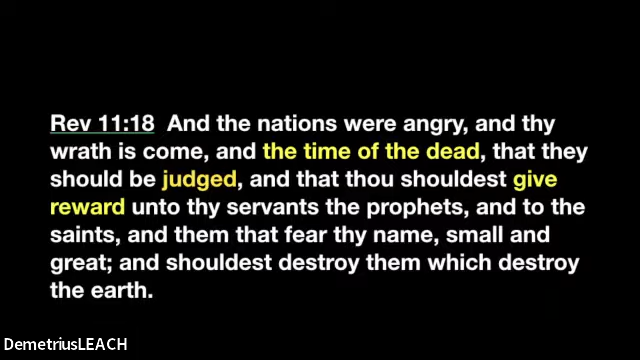 Rev 11:18 And the nations were angry, and thy
wrath is come, and the time of the dead, that they
should be judged, and that thou shouldest give
reward unto thy servants the prophets, and to the
saints, and them that fear thy name, small and
great; and shouldest destroy them which destroy
the earth.
DemetriusLEACH